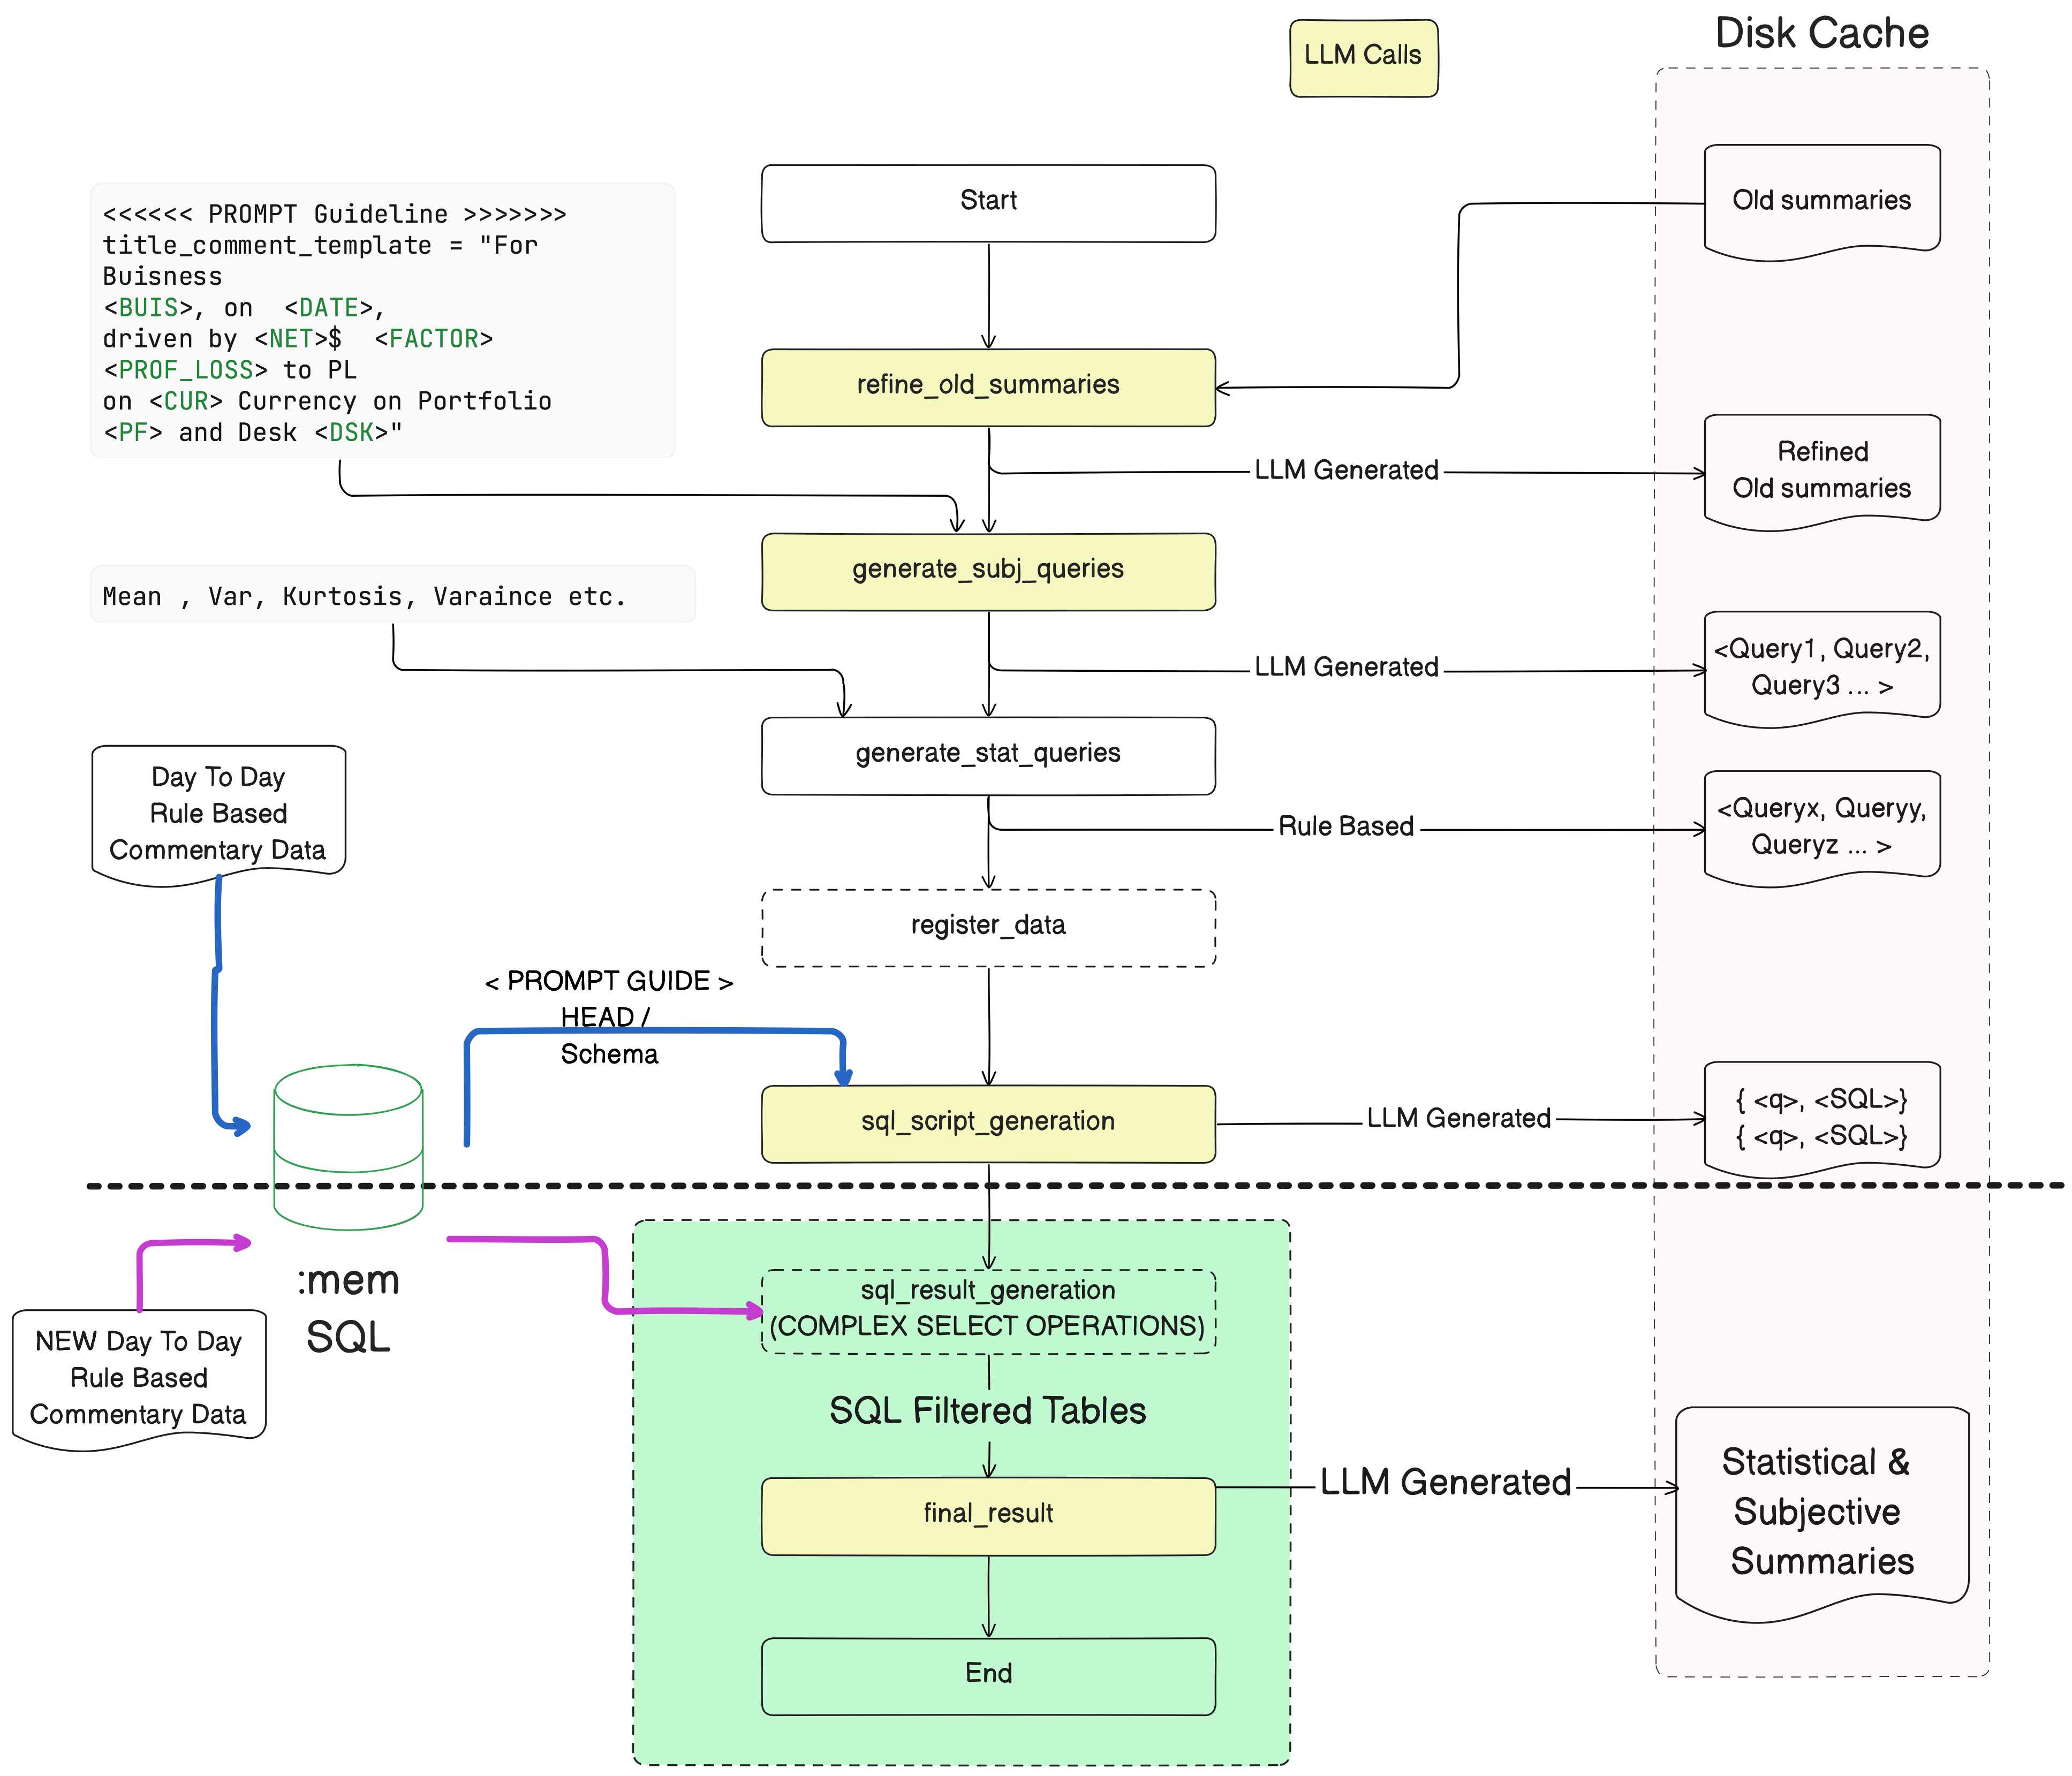 Disk Cache
LLM Calls
Start
Old summaries
<<<<<< PROMPT Guideline >>>>>>>
title_comment_template = "For
Buisness
<BUIS>, on  <DATE>,
driven by <NET>$  <FACTOR>
<PROF_LOSS> to PL
on <CUR> Currency on Portfolio
<PF> and Desk <DSK>"
refine_old_summaries
LLM Generated
Refined
Old summaries
generate_subj_queries
Mean , Var, Kurtosis, Varaince etc.
LLM Generated
<Query1, Query2,
Query3 ... >
generate_stat_queries
Day To Day
Rule Based
Commentary Data
Rule Based
<Queryx, Queryy,
Queryz ... >
register_data
< PROMPT GUIDE >
HEAD /
Schema
sql_script_generation
LLM Generated
{ <q>, <SQL>}
{ <q>, <SQL>}
:mem
SQL
NEW Day To Day
Rule Based
Commentary Data
sql_result_generation
(COMPLEX SELECT OPERATIONS)
SQL Filtered Tables
final_result
LLM Generated
Statistical &
Subjective
Summaries
End